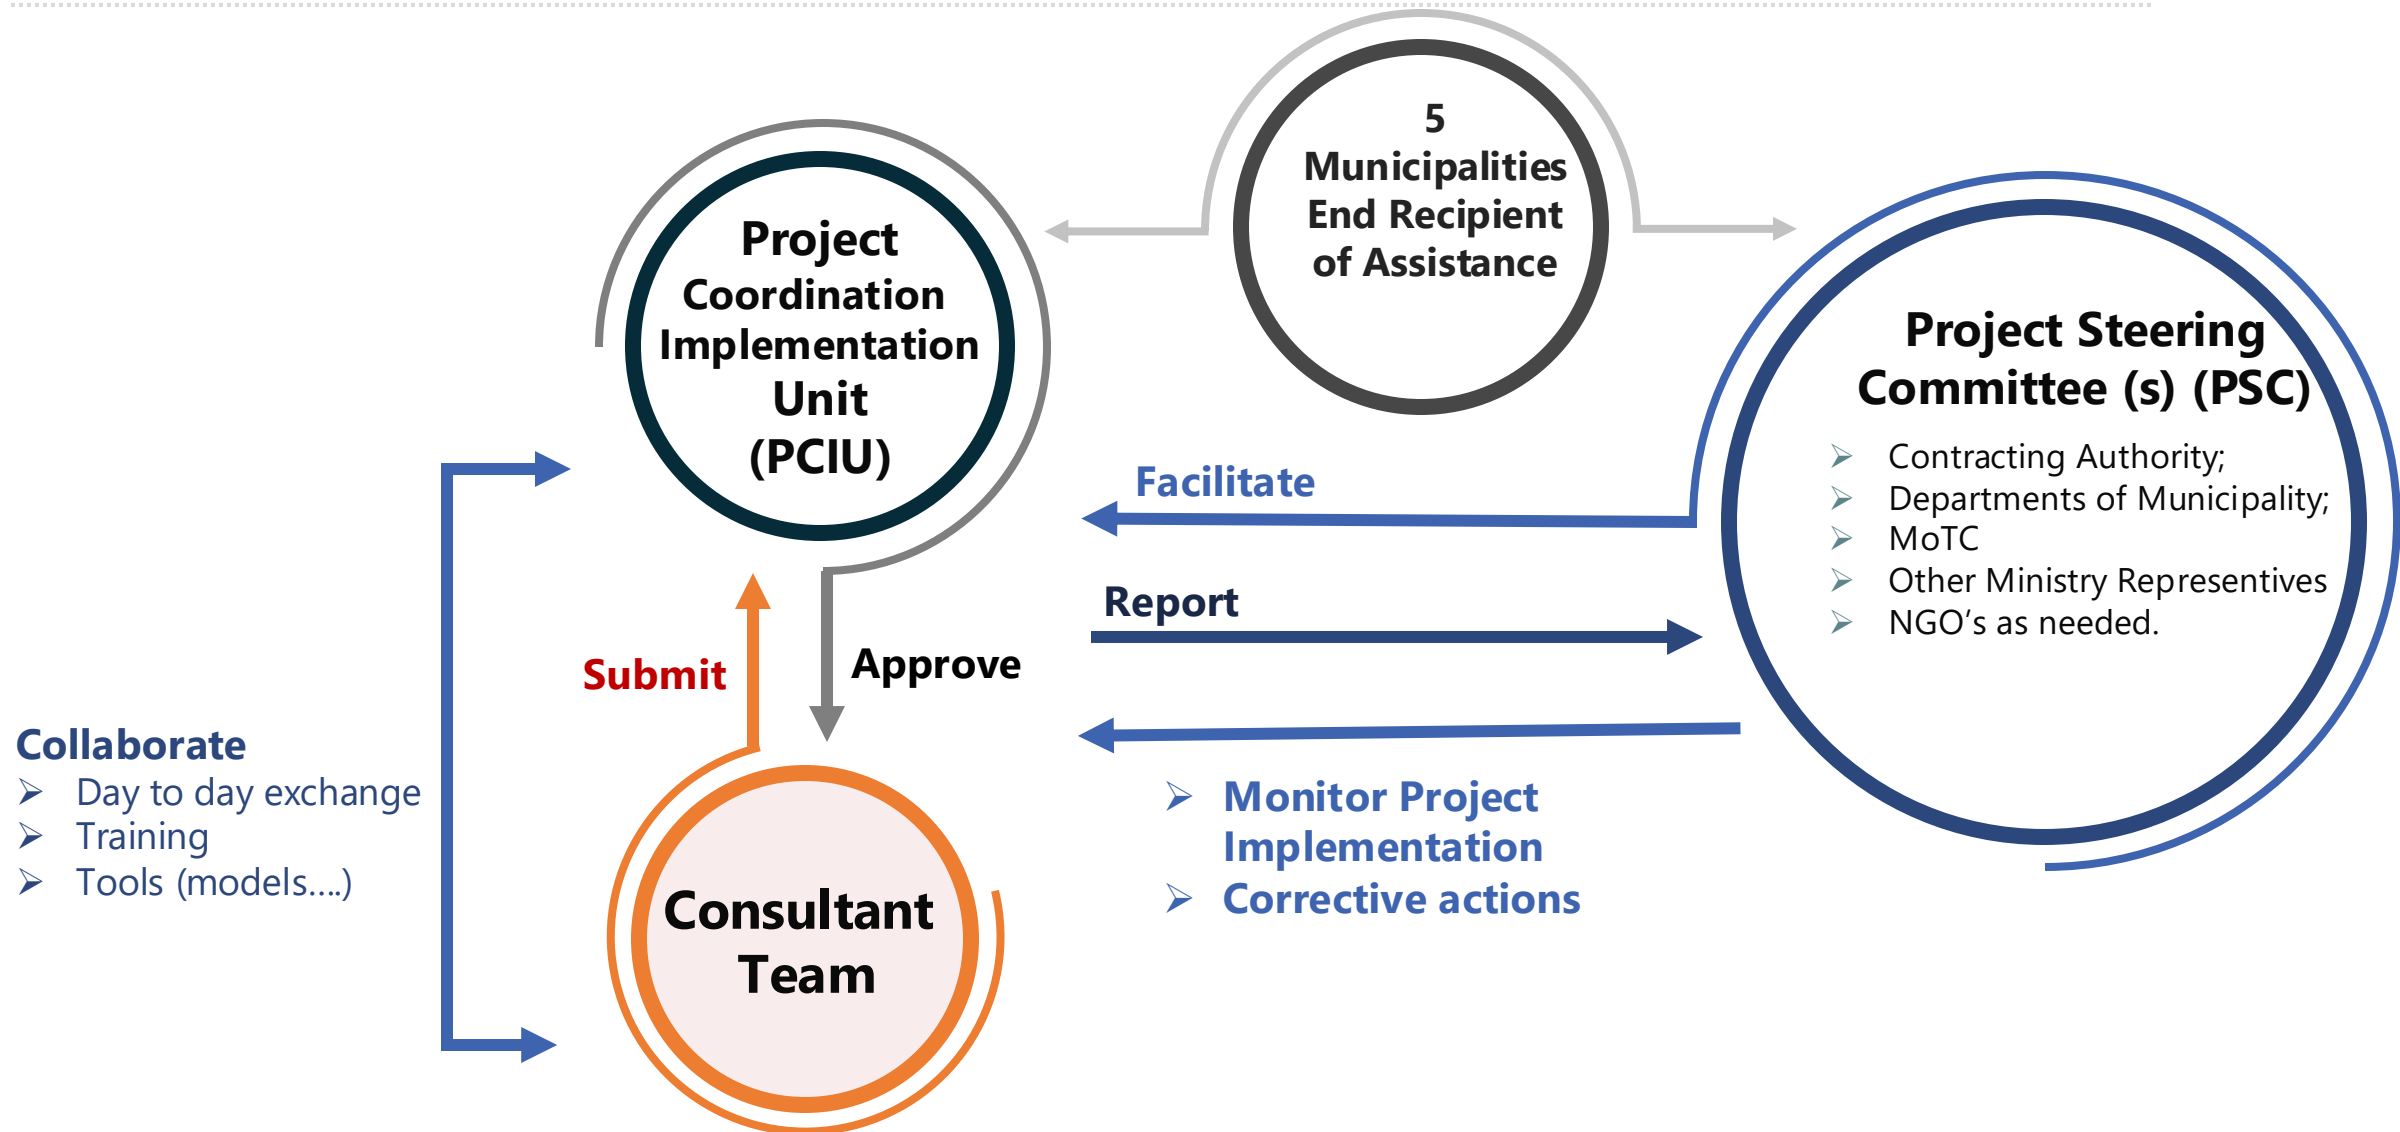 5
Municipalities
End Recipient
of Assistance
Project
Coordination
Implementation
Unit
(PCIU)
Project Steering
Committee (s) (PSC)
➢ Contracting Authority;
➢ Departments of Municipality;
➢ MoTC
➢ Other Ministry Representives
➢ NGO’s as needed.
Facilitate
Report
Submit
Approve
Collaborate
➢ Day to day exchange
➢ Training
➢ Tools (models….)
➢ Monitor Project
Implementation
➢ Corrective actions
Consultant
Team